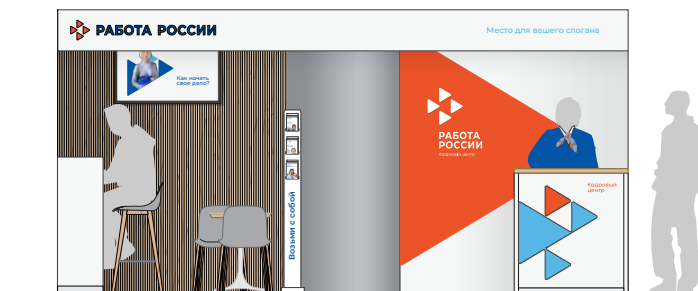 РАБОТА РОССИИ
Место для вашего слогана
Как начать
свое дело?
Возьми с собой
РАБОТА
РОССИИ
Кадровый центр
Кадровый
центр